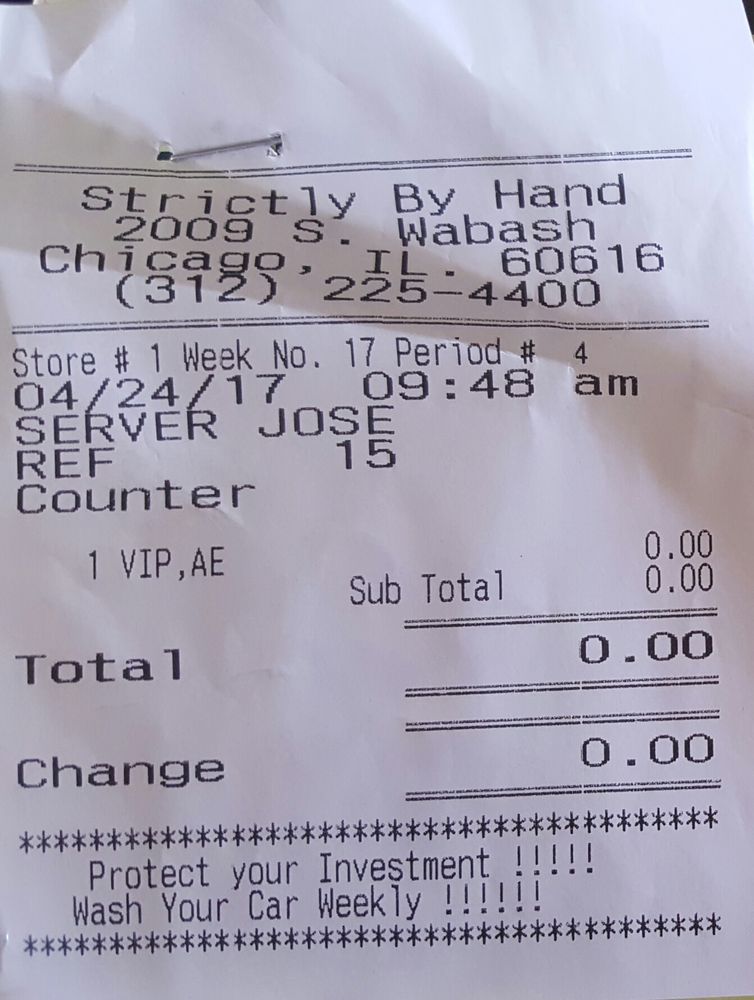 Strictly By Hand
2009 S. Wabash
Chicago, IL. 60616
(312) 225-4400
Store # 1 Week No. 17 Period # 4
04/24/17 09:48 am
SERVER JOSE
REF 15
Counter
1 VIP,AE 0.00
Sub Total 0.00
Total 0.00
Change 0.00
****************************************
Protect your Investment !!!!!
Wash Your Car Weekly !!!!!!
****************************************